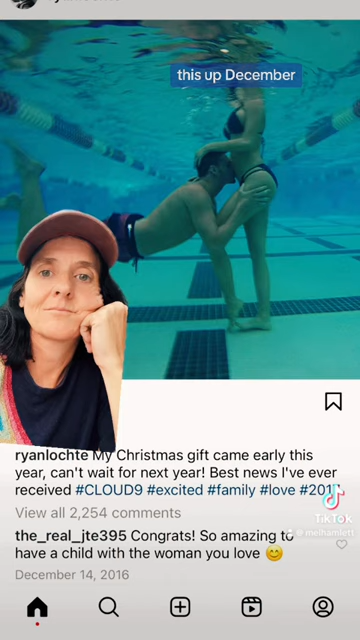 this up December
ryanlochte My Christmas gift came early this
year, can't wait for next year! Best news I've ever
received #CLOUD9 #excited #family #love
View all 2,254 comments
TikTok
the_real_jte395 Congrats! So amazing to
have a child with the woman you love 😊
@meihamlett
December 14, 2016